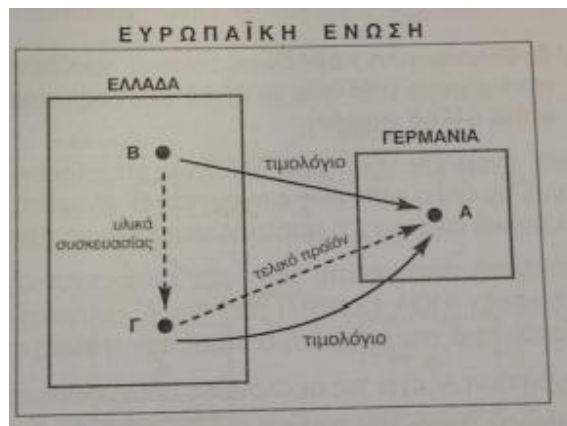 ΕΥΡΩΠΑΪΚΗ ΕΝΩΣΗ
ΕΛΛΑΔΑ
ΓΕΡΜΑΝΙΑ
Β
τιμολόγιο
Α
υλικά
συσκευασίας
τελικό προϊόν
Γ
τιμολόγιο